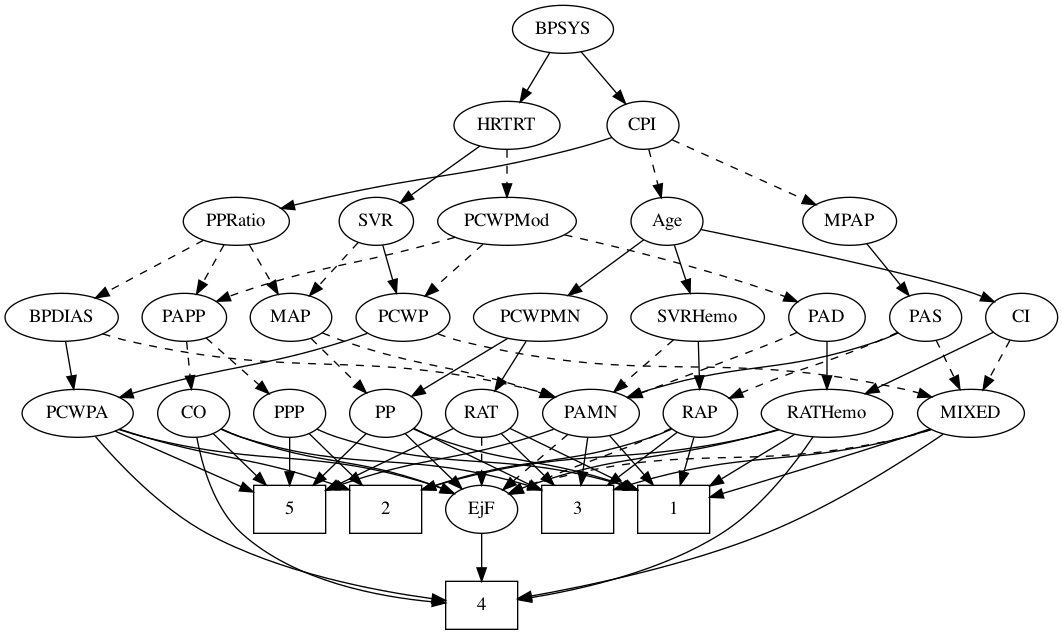 BPSYS
HRTRT
CPI
PPRatio
SVR
PCWPMod
Age
MPAP
BPDIAS
PAPP
MAP
PCWP
PCWPMN
SVRHemo
PAD
PAS
CI
PCWPA
CO
PPP
PP
RAT
PAMN
RAP
RATHemo
MIXED
5
2
EjF
3
1
4